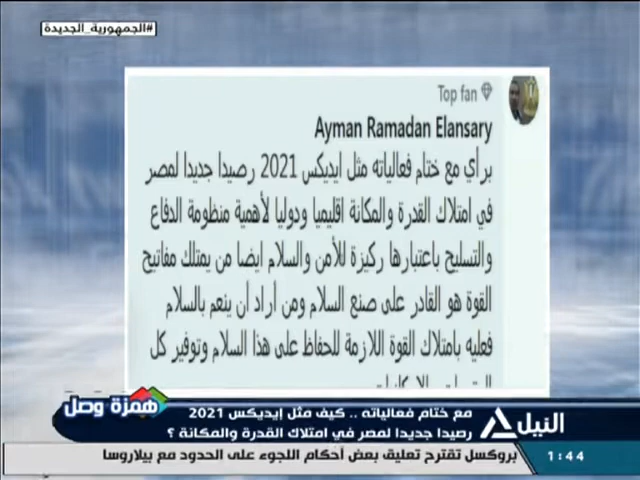 #الجمهورية_الجديدة
Top fan
Ayman Ramadan Elansary
برأي مع ختام فعالياته مثل ايديكس 2021 رصيدا جديدا لمصر
في امتلاك القدرة والمكانة اقليميا ودوليا لأهمية منظومة الدفاع
والتسليح باعتبارها ركيزة للأمن والسلام ايضا من يمتلك مفاتيح
القوة هو القادر على صنع السلام ومن أراد أن ينعم بالسلام
فعليه بامتلاك القوة اللازمة للحفاظ على هذا السلام وتوفير كل
همزة وصل
مع ختام فعالياته .. كيف مثل إيديكس 2021
رصيدا جديدا لمصر في امتلاك القدرة والمكانة ؟
النيل
بروكسل تقترح تعليق بعض أحكام اللجوء على الحدود مع بيلاروسا
1:44